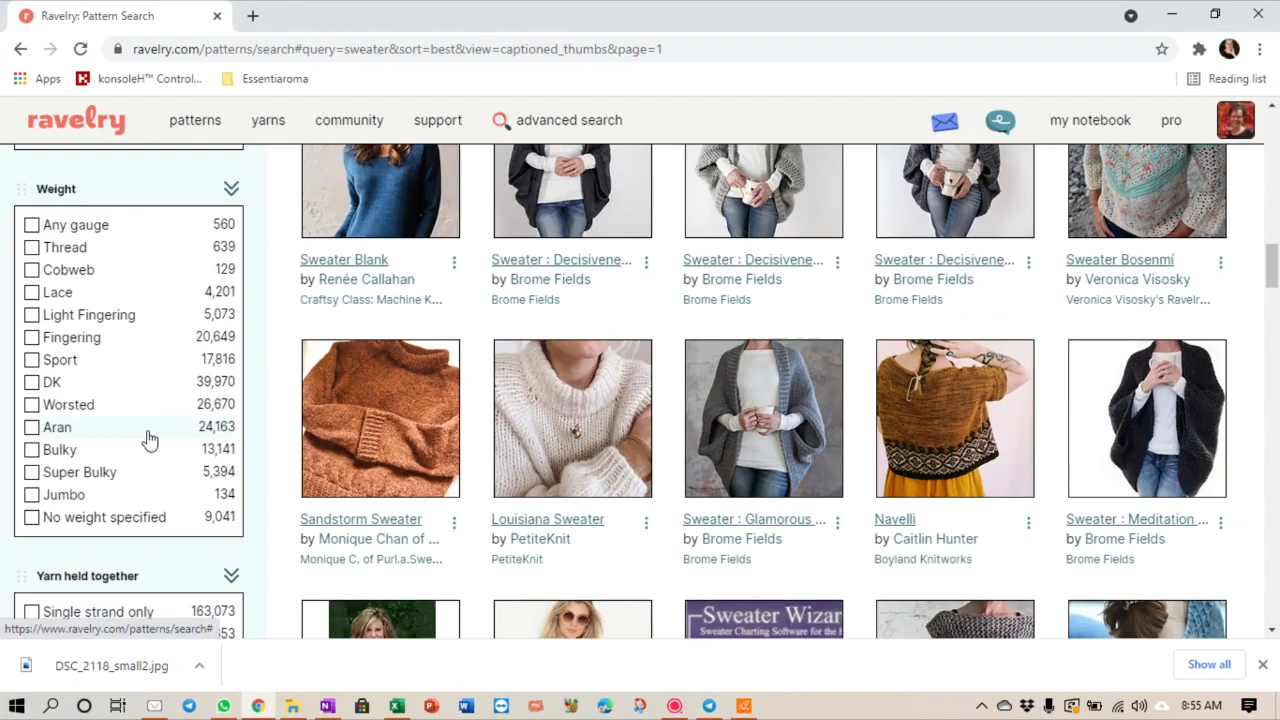 Ravelry: Pattern Search
ravelry.com/patterns/search#query=sweater&sort=best&view=captioned_thumbs&page=1
Apps konsoleH™ Control... Essentiaroma Reading list
ravelry patterns yarns community support advanced search my notebook pro
Weight
Any gauge 560
Thread 639
Cobweb 129
Lace 4,201
Light Fingering 5,073
Fingering 20,649
Sport 17,816
DK 39,970
Worsted 26,670
Aran 24,163
Bulky 13,141
Super Bulky 5,394
Jumbo 134
No weight specified 9,041
Yarn held together
Single strand only 163,073
53
https://www.ravelry.com/patterns/search#
Sweater Blank
by Renée Callahan
Craftsy Class: Machine K...
Sweater : Decisivene...
by Brome Fields
Brome Fields
Sweater : Decisivene...
by Brome Fields
Brome Fields
Sweater : Decisivene...
by Brome Fields
Brome Fields
Sweater Bosenmí
by Veronica Visosky
Veronica Visosky's Ravelr...
Sandstorm Sweater
by Monique Chan of ...
Monique C. of Purl.a.Swe...
Louisiana Sweater
by PetiteKnit
PetiteKnit
Sweater : Glamorous ...
by Brome Fields
Brome Fields
Navelli
by Caitlin Hunter
Boyland Knitworks
Sweater : Meditation ...
by Brome Fields
Brome Fields
Sweater Wizar
Sweater Charting Software for the
DSC_2118_small2.jpg
Show all
8:55 AM